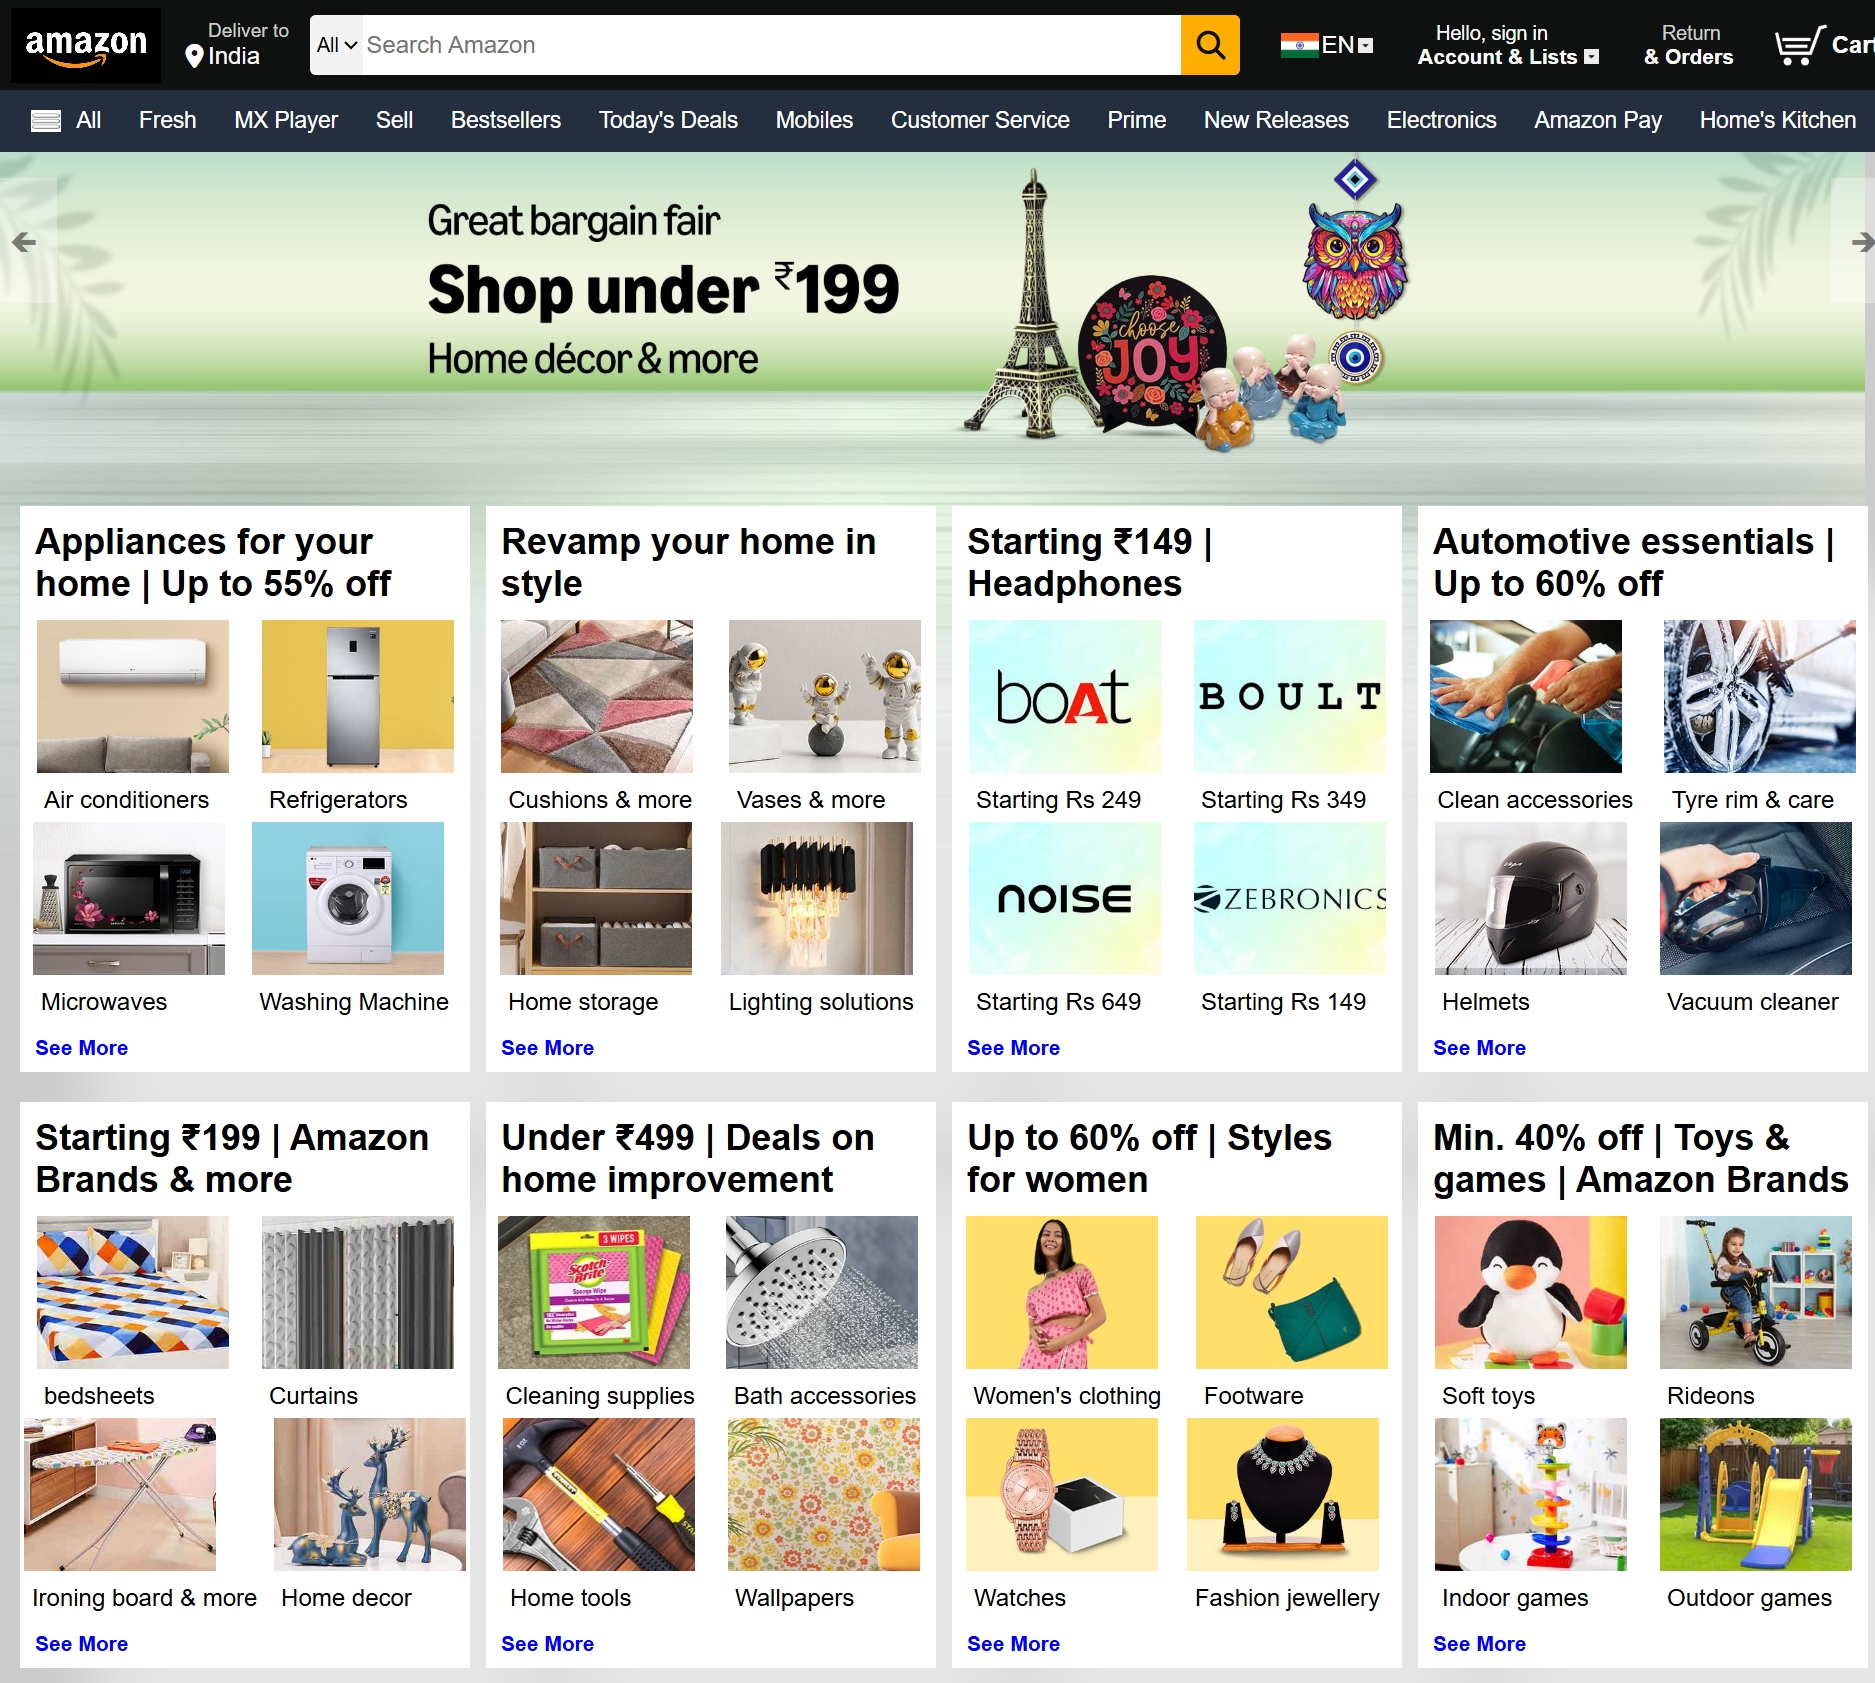 amazon
Deliver to
India
All
Search Amazon
EN
Hello, sign in
Account & Lists
Return
& Orders
Cart
All
Fresh
MX Player
Sell
Bestsellers
Today's Deals
Mobiles
Customer Service
Prime
New Releases
Electronics
Amazon Pay
Home's Kitchen
Great bargain fair
Shop under ₹199
Home décor & more
choose
JOY
Appliances for your
home | Up to 55% off
Air conditioners
Refrigerators
Microwaves
Washing Machine
See More
Revamp your home in
style
Cushions & more
Vases & more
Home storage
Lighting solutions
See More
Starting ₹149 |
Headphones
boAt
BOULT
Starting Rs 249
Starting Rs 349
noise
ZEBRONICS
Starting Rs 649
Starting Rs 149
See More
Automotive essentials |
Up to 60% off
Clean accessories
Tyre rim & care
Helmets
Vacuum cleaner
See More
Starting ₹199 | Amazon
Brands & more
bedsheets
Curtains
Ironing board & more
Home decor
See More
Under ₹499 | Deals on
home improvement
3 WIPES
Scotch
Brite
Sponge Wipe
Cleaning supplies
Bath accessories
Home tools
Wallpapers
See More
Up to 60% off | Styles
for women
Women's clothing
Footware
Watches
Fashion jewellery
See More
Min. 40% off | Toys &
games | Amazon Brands
Soft toys
Rideons
Indoor games
Outdoor games
See More